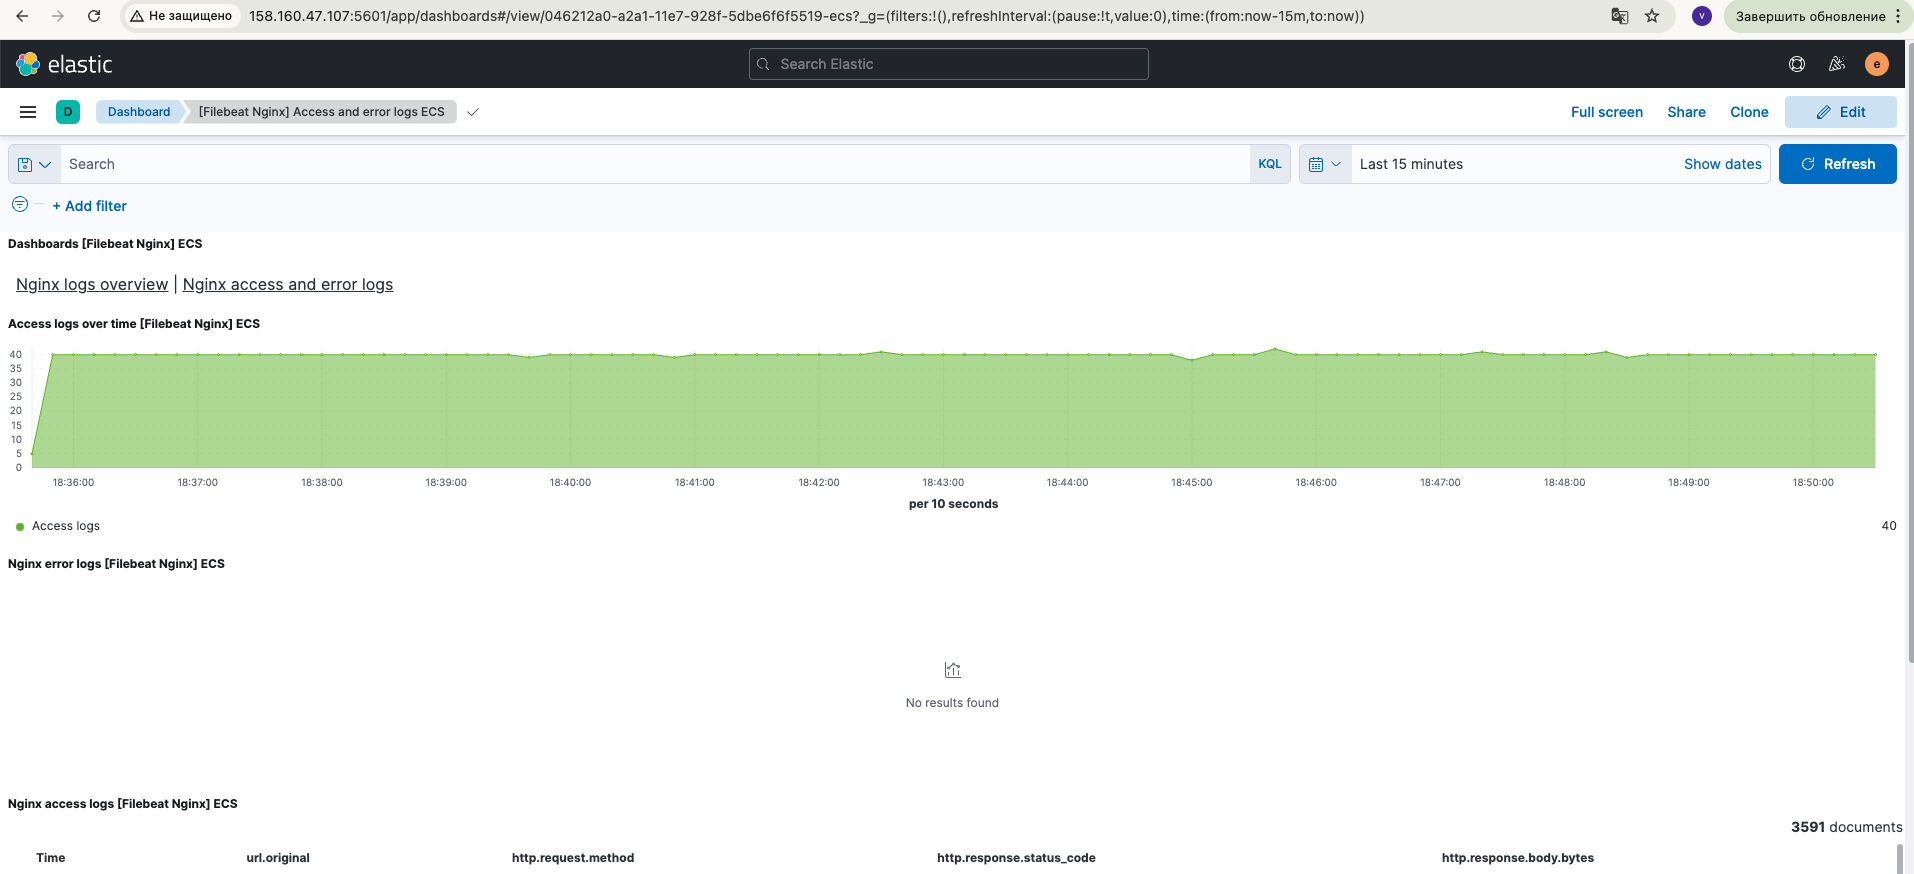 Не защищено
158.160.47.107:5601/app/dashboards#/view/046212a0-a2a1-11e7-928f-5dbe6f6f5519-ecs?_g=(filters:!(),refreshInterval:(pause:!t,value:0),time:(from:now-15m,to:now))
v
Завершить обновление
elastic
Search Elastic
e
D
Dashboard
[Filebeat Nginx] Access and error logs ECS
Full screen
Share
Clone
Edit
Search
KQL
Last 15 minutes
Show dates
Refresh
+ Add filter
Dashboards [Filebeat Nginx] ECS
Nginx logs overview | Nginx access and error logs
Access logs over time [Filebeat Nginx] ECS
40
35
30
25
20
15
10
5
0
18:36:00 18:37:00 18:38:00 18:39:00 18:40:00 18:41:00 18:42:00 18:43:00 18:44:00 18:45:00 18:46:00 18:47:00 18:48:00 18:49:00 18:50:00
per 10 seconds
Access logs 40
Nginx error logs [Filebeat Nginx] ECS
No results found
Nginx access logs [Filebeat Nginx] ECS
3591 documents
Time url.original http.request.method http.response.status_code http.response.body.bytes